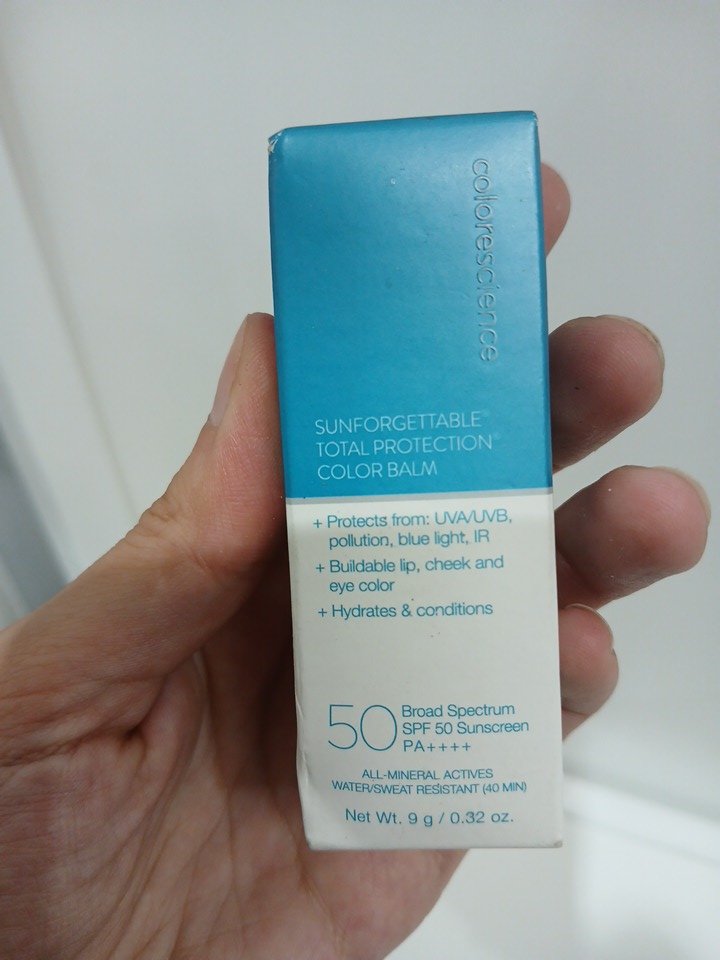 colorescience
SUNFORGETTABLE®
TOTAL PROTECTION®
COLOR BALM
+ Protects from: UVA/UVB,
pollution, blue light, IR
+ Buildable lip, cheek and
eye color
+ Hydrates & conditions
50
Broad Spectrum
SPF 50 Sunscreen
PA++++
ALL-MINERAL ACTIVES
WATER/SWEAT RESISTANT (40 MIN)
Net Wt. 9 g / 0.32 oz.